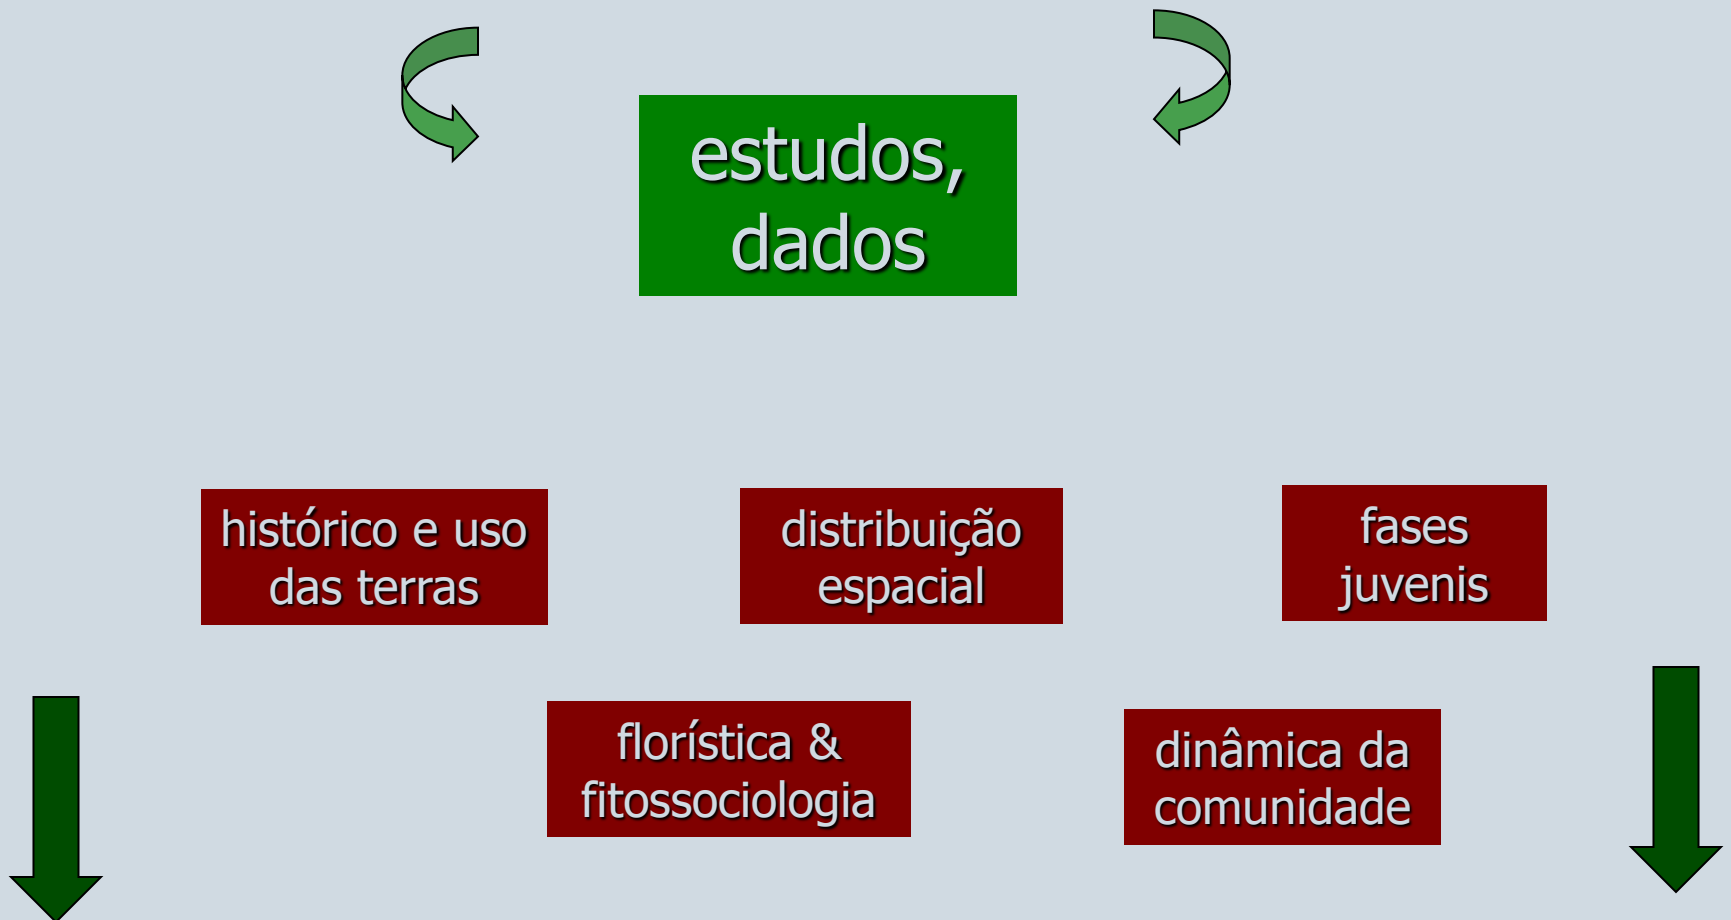 estudos,
dados
histórico e uso
das terras
distribuição
espacial
fases
juvenis
florística &
fitossociologia
dinâmica da
comunidade